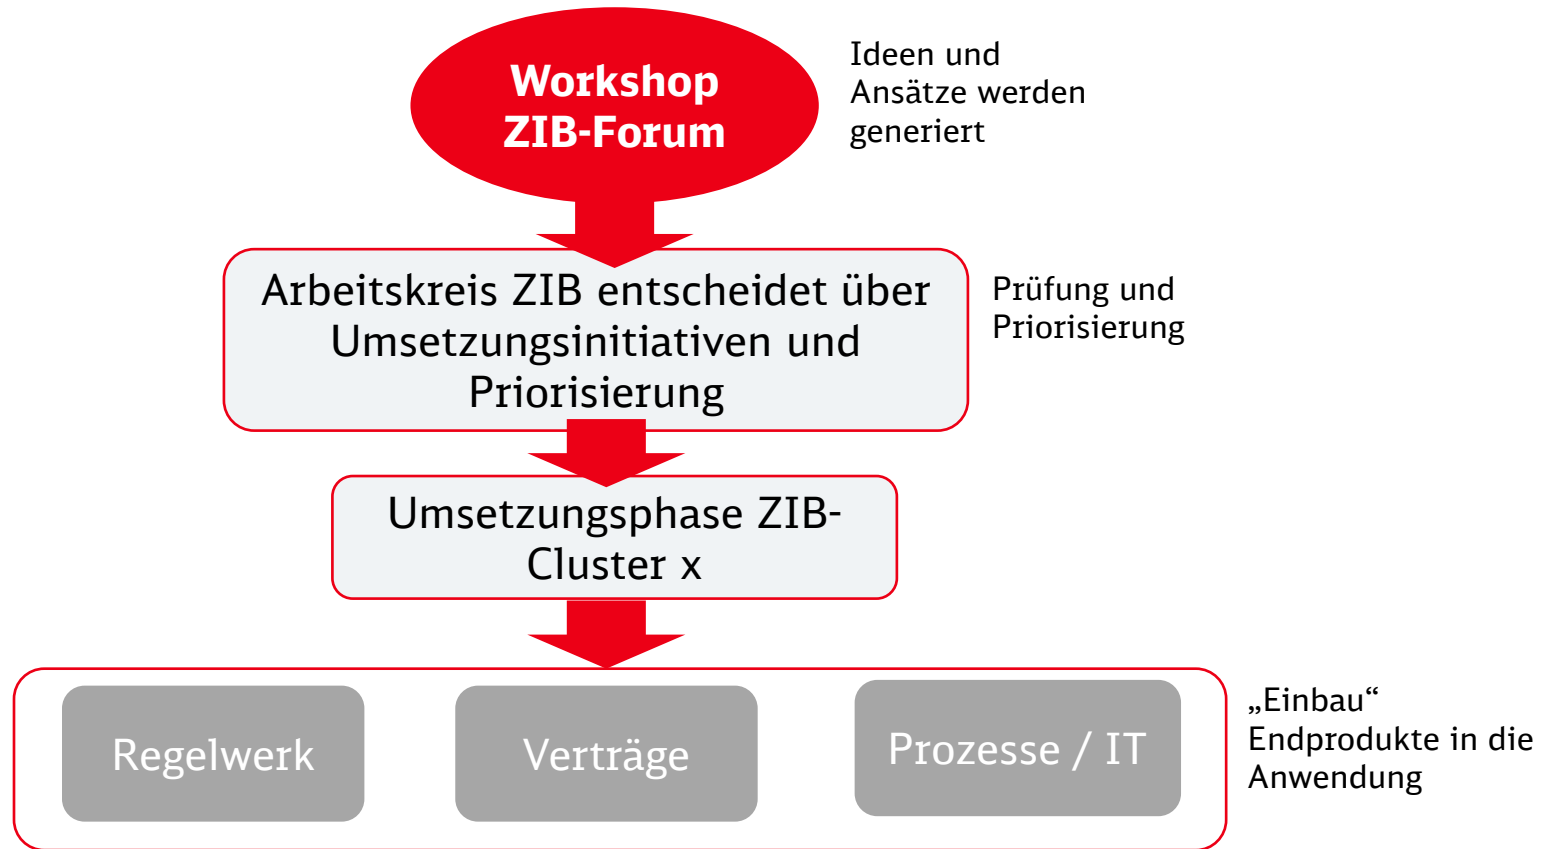 Workshop
ZIB-Forum
Ideen und
Ansätze werden
generiert
Arbeitskreis ZIB entscheidet über
Umsetzungsinitiativen und
Priorisierung
Prüfung und
Priorisierung
Umsetzungsphase ZIB-
Cluster x
Regelwerk
Verträge
Prozesse / IT
„Einbau“
Endprodukte in die
Anwendung